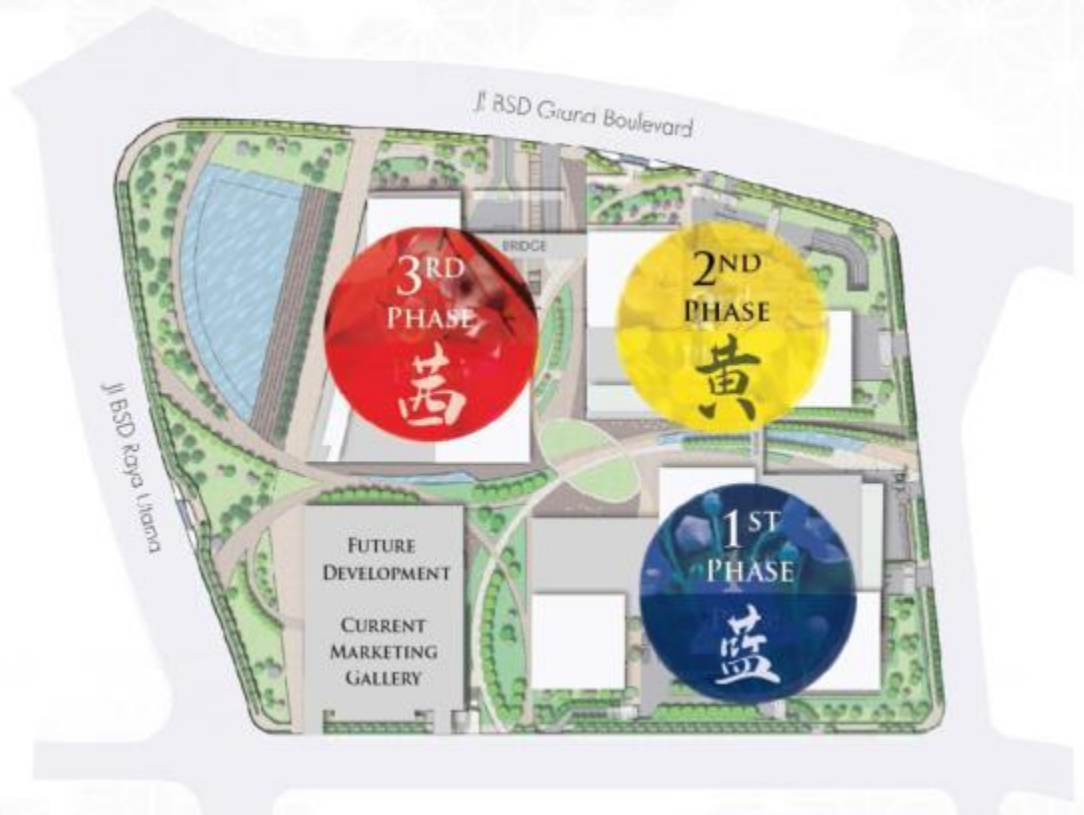 Jl BSD Grand Boulevard
BRIDGE
3RD
PHASE
茜
2ND
PHASE
黄
Jl BSD Raya Utama
1ST
PHASE
藍
FUTURE
DEVELOPMENT
CURRENT
MARKETING
GALLERY